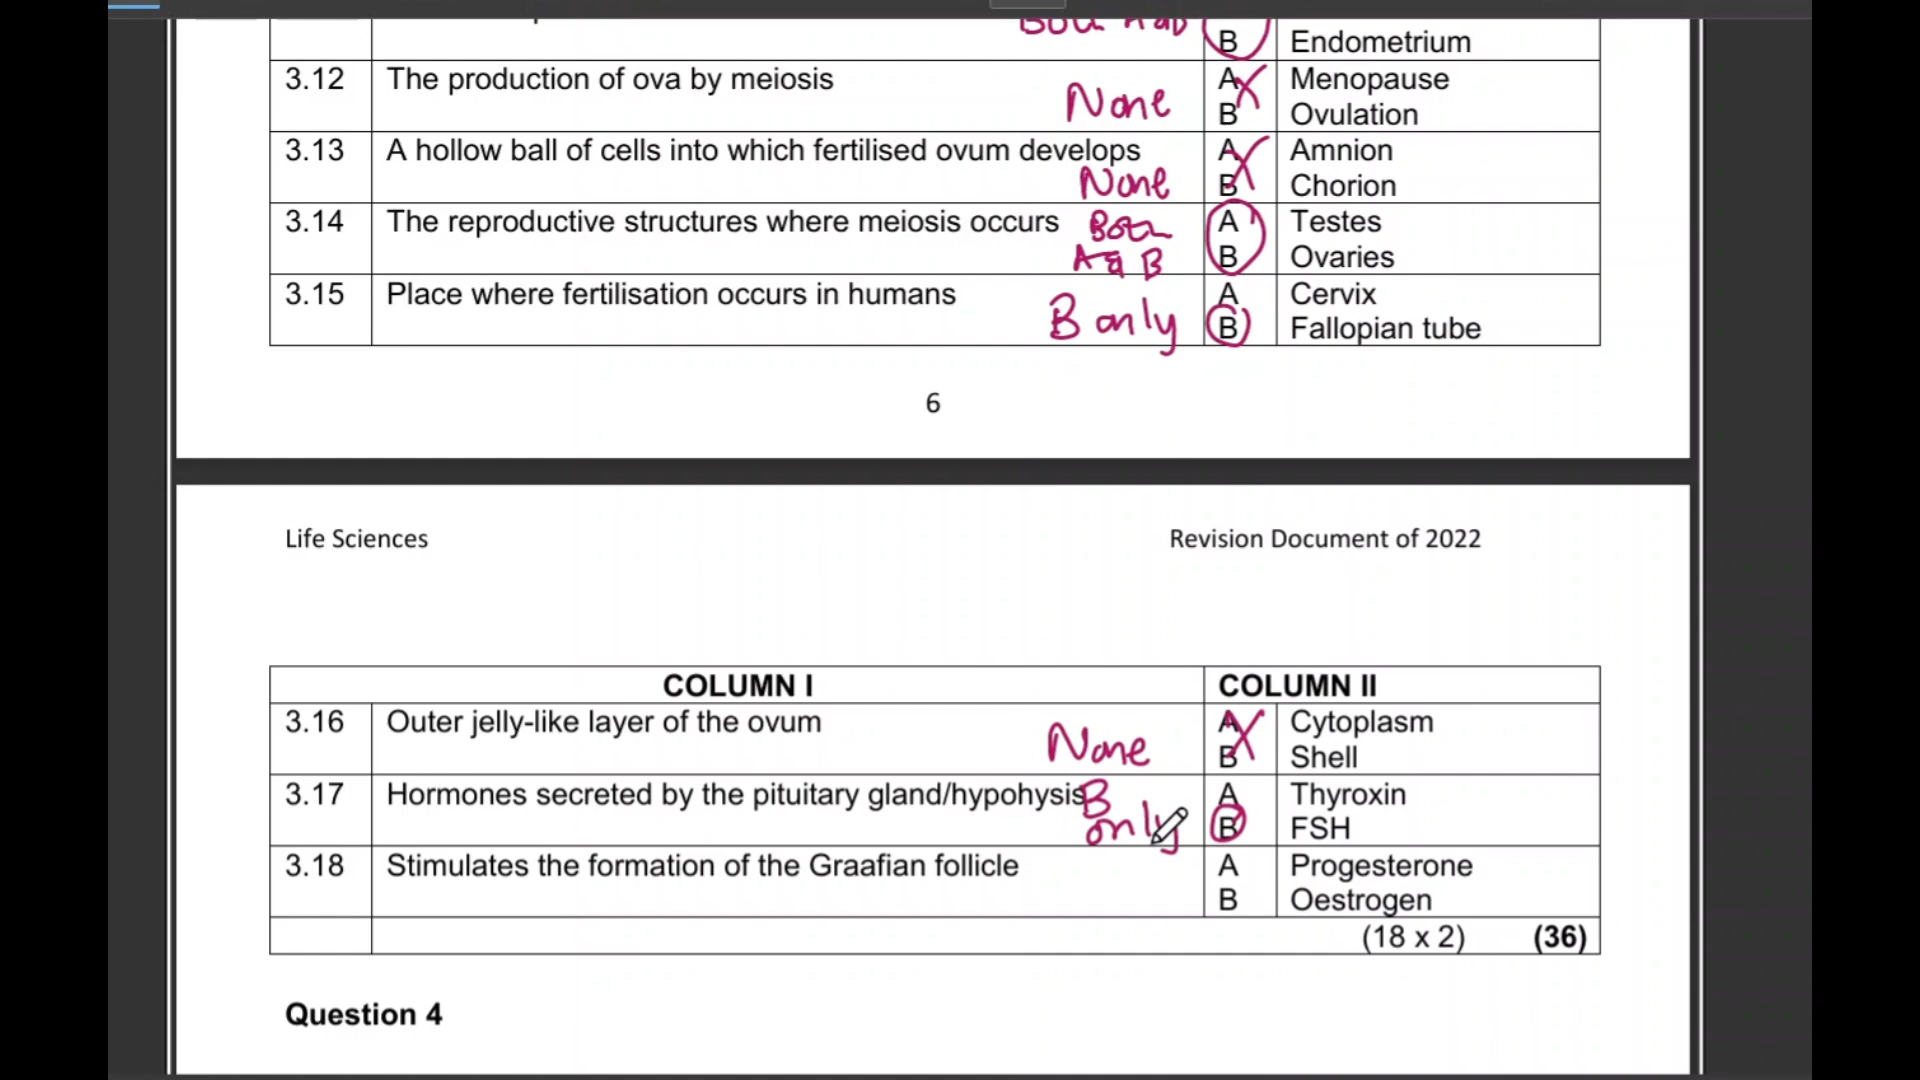 Both A aB
B Endometrium
3.12 The production of ova by meiosis A Menopause
None B Ovulation
3.13 A hollow ball of cells into which fertilised ovum develops A Amnion
None B Chorion
3.14 The reproductive structures where meiosis occurs Both A Testes
A a B B Ovaries
3.15 Place where fertilisation occurs in humans A Cervix
B only B Fallopian tube
6
Life Sciences Revision Document of 2022
COLUMN I COLUMN II
3.16 Outer jelly-like layer of the ovum A Cytoplasm
None B Shell
3.17 Hormones secreted by the pituitary gland/hypohysis B A Thyroxin
only B FSH
3.18 Stimulates the formation of the Graafian follicle A Progesterone
B Oestrogen
(18 x 2) (36)
Question 4